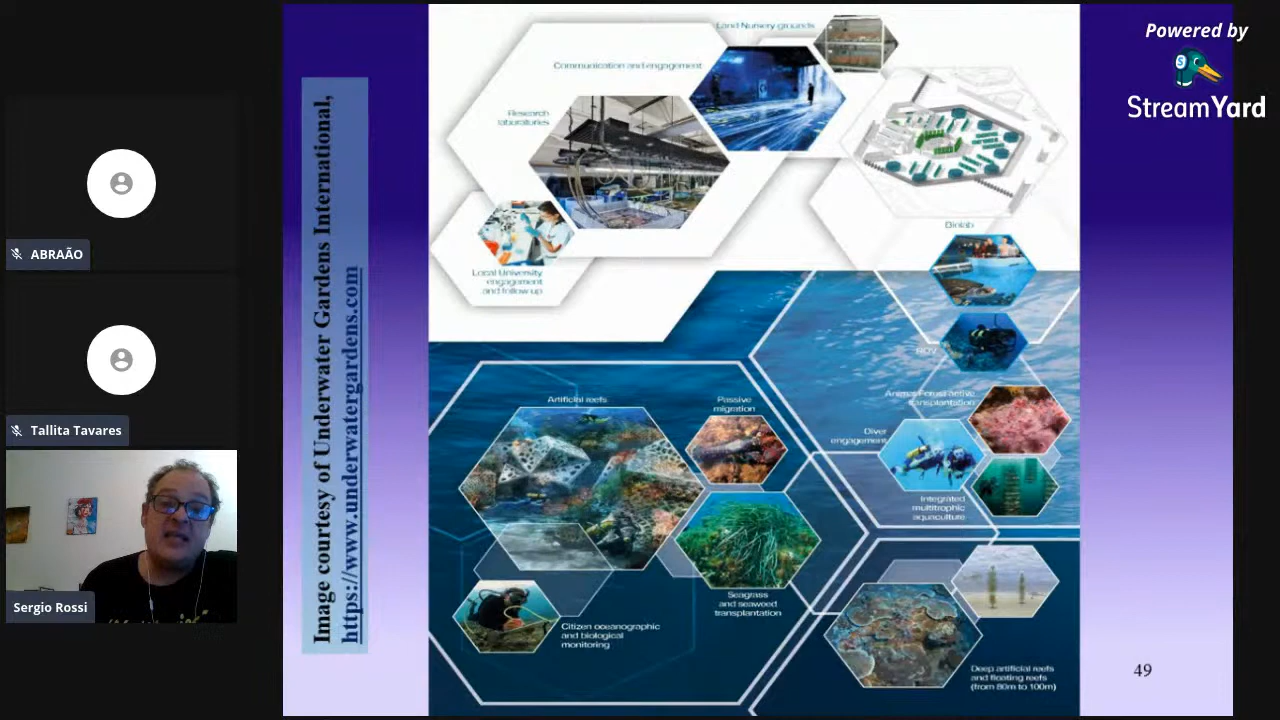 Powered by
StreamYard
ABRAÃO
Tallita Tavares
Sergio Rossi
Image courtesy of Underwater Gardens International,
https://www.underwatergardens.com
Land Nursery grounds
Communication and engagement
Research
laboratories
Local University
engagement
and follow up
Biolab
ROV
Artificial reefs
Passive
migration
Animal Forest active
transplantation
Diver
engagement
Integrated
multitrophic
aquaculture
Seagrass
and seaweed
transplantation
Citizen oceanographic
and biological
monitoring
Deep artificial reefs
and floating reefs
(from 80m to 100m)
49